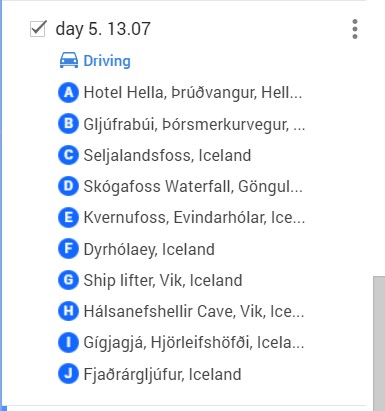 day 5. 13.07
Driving
A Hotel Hella, Þrúðvangur, Hell...
B Gljúfrabúi, Þórsmerkurvegur, ...
C Seljalandsfoss, Iceland
D Skógafoss Waterfall, Göngul...
E Kvernufoss, Evindarhólar, Ice...
F Dyrhólaey, Iceland
G Ship lifter, Vik, Iceland
H Hálsanefshellir Cave, Vik, Ice...
I Gígjagjá, Hjörleifshöfði, Icela...
J Fjaðrárgljúfur, Iceland